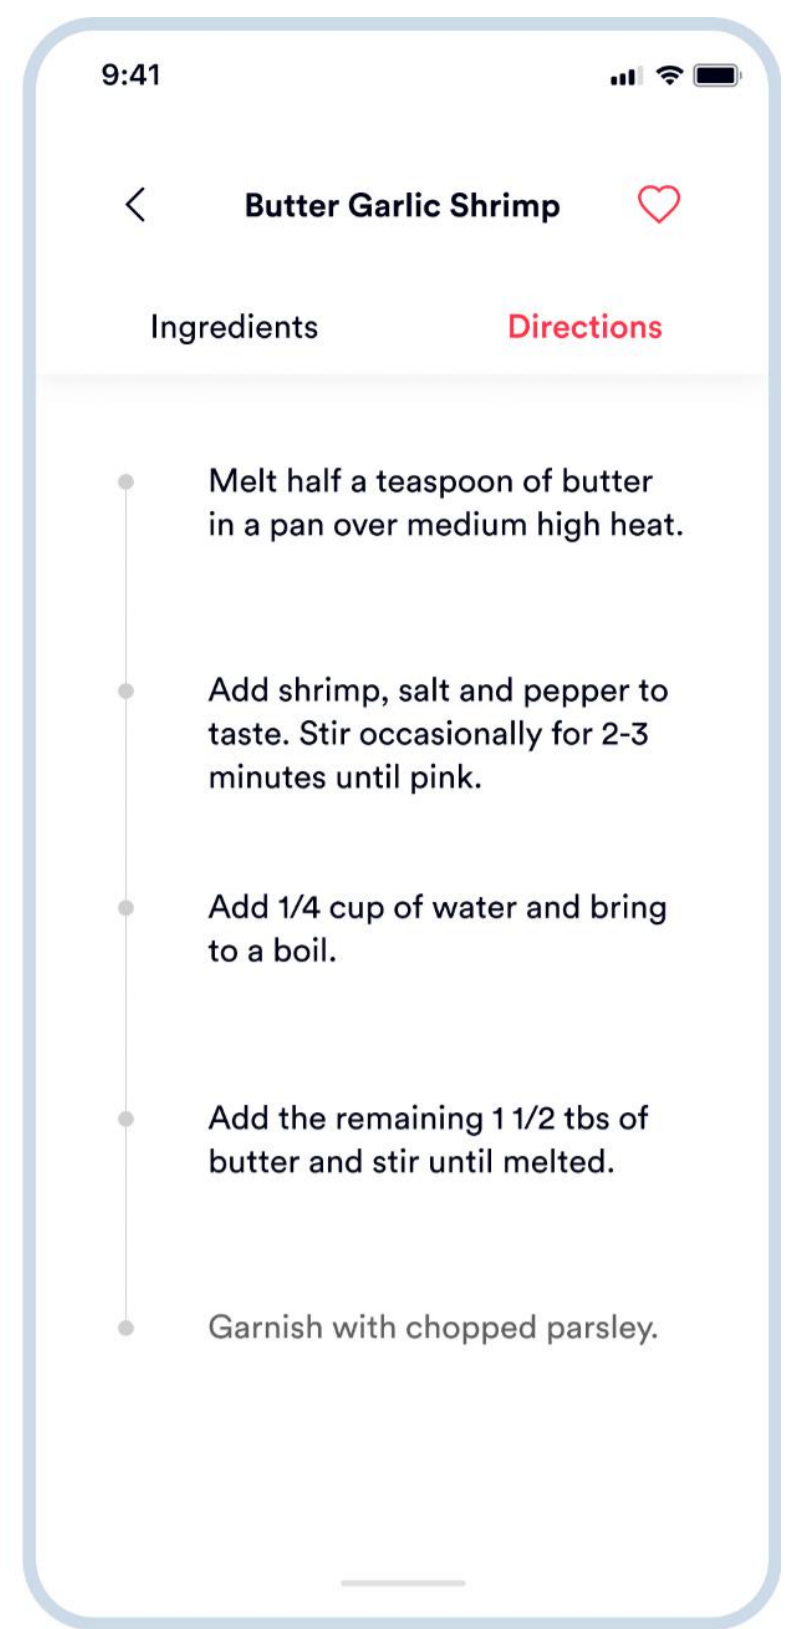 9:41
Butter Garlic Shrimp
Ingredients
Directions
Melt half a teaspoon of butter
in a pan over medium high heat.
Add shrimp, salt and pepper to
taste. Stir occasionally for 2-3
minutes until pink.
Add 1/4 cup of water and bring
to a boil.
Add the remaining 1 1/2 tbs of
butter and stir until melted.
Garnish with chopped parsley.